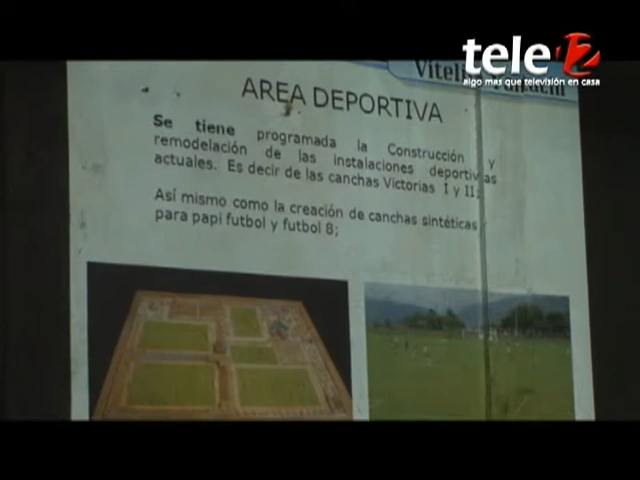 tele
algo mas que televisión en casa
AREA DEPORTIVA
Se tiene programada la Construcción y
remodelación de las instalaciones deportivas
actuales. Es decir de las canchas Victorias I y II;
Así mismo como la creación de canchas sintéticas
para papi futbol y futbol 8;